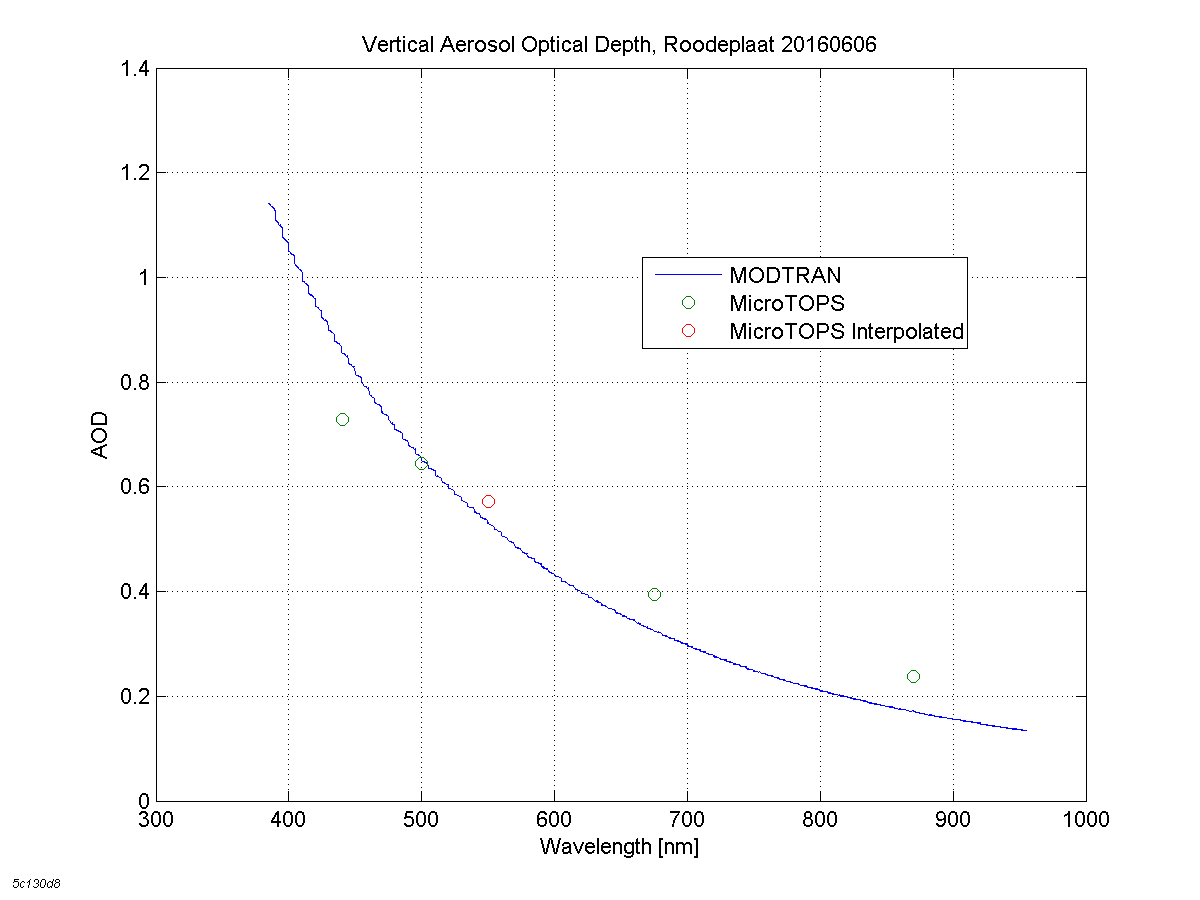 Vertical Aerosol Optical Depth, Roodeplaat 20160606
1.4
1.2
1
0.8
0.6
0.4
0.2
0
AOD
MODTRAN
MicroTOPS
MicroTOPS Interpolated
300 400 500 600 700 800 900 1000
Wavelength [nm]
5c130d8